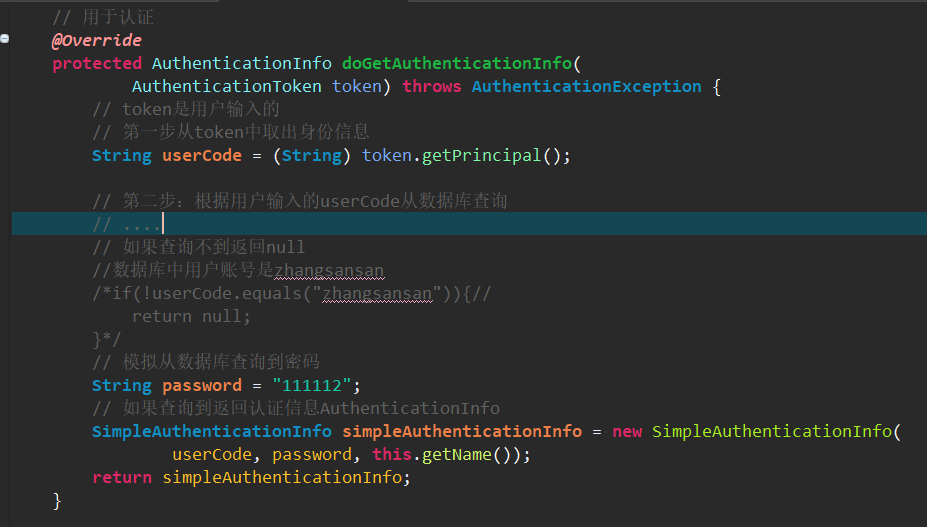 // 用于认证
@Override
protected AuthenticationInfo doGetAuthenticationInfo(
AuthenticationToken token) throws AuthenticationException {
// token是用户输入的
// 第一步从token中取出身份信息
String userCode = (String) token.getPrincipal();
// 第二步：根据用户输入的userCode从数据库查询
// ....
// 如果查询不到返回null
//数据库中用户账号是zhangsansan
/*if(!userCode.equals("zhangsansan")){//
return null;
}*/
// 模拟从数据库查询到密码
String password = "111112";
// 如果查询到返回认证信息AuthenticationInfo
SimpleAuthenticationInfo simpleAuthenticationInfo = new SimpleAuthenticationInfo(
userCode, password, this.getName());
return simpleAuthenticationInfo;
}